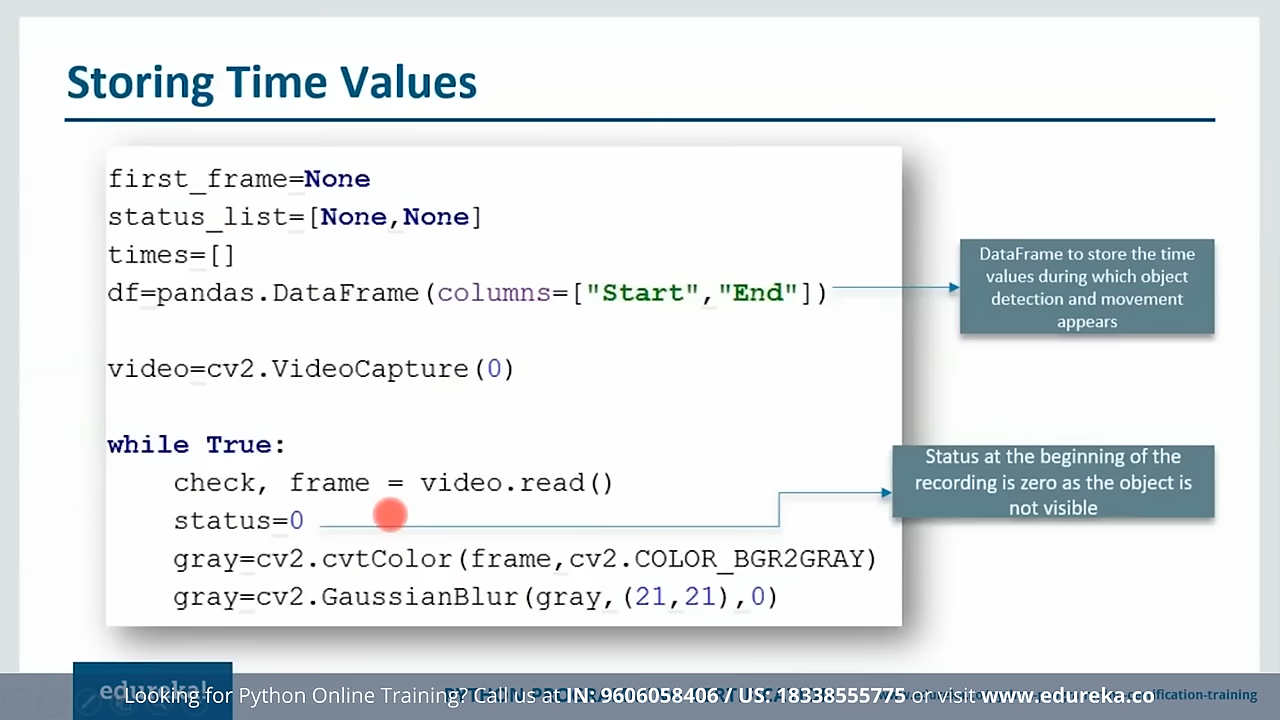 Storing Time Values
first_frame=None
status_list=[None,None]
times=[]
df=pandas.DataFrame(columns=["Start","End"])
DataFrame to store the time
values during which object
detection and movement
appears
video=cv2.VideoCapture(0)
while True:
check, frame = video.read()
status=0
Status at the beginning of the
recording is zero as the object is
not visible
gray=cv2.cvtColor(frame,cv2.COLOR_BGR2GRAY)
gray=cv2.GaussianBlur(gray,(21,21),0)
edureka!
Looking for Python Online Training? Call us at IN: 9606058406 / US: 18338555775 or visit www.edureka.co